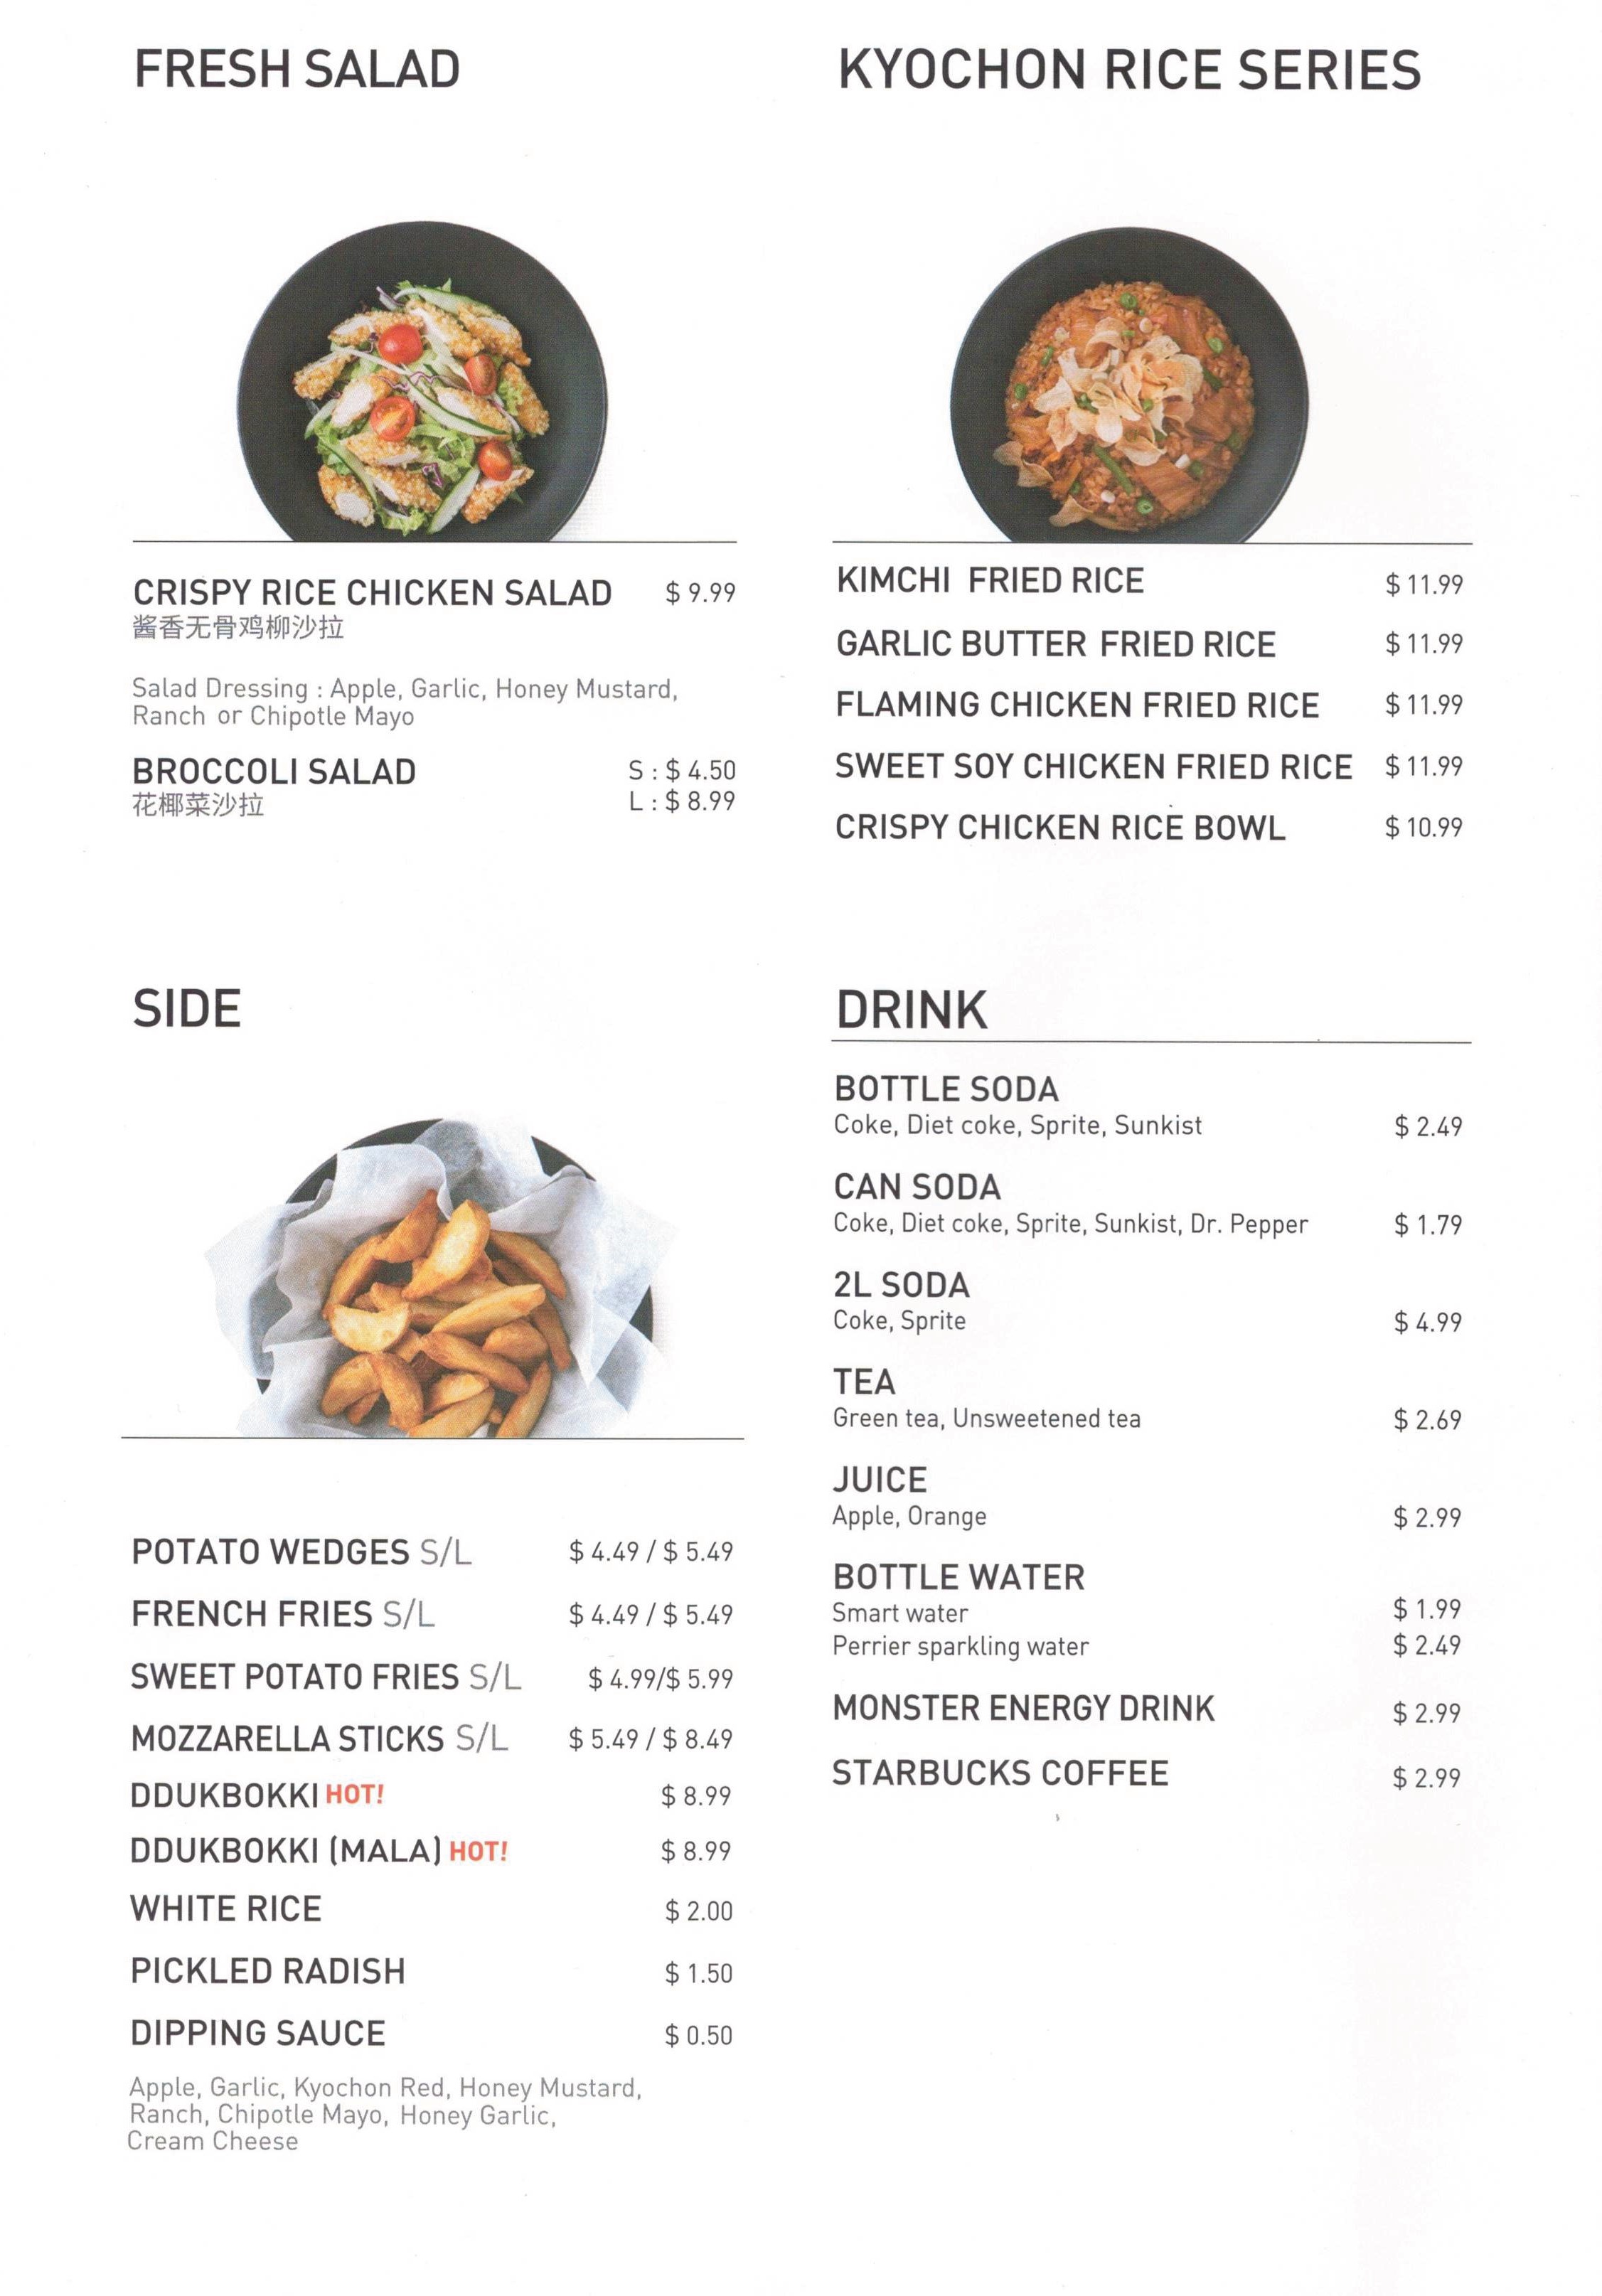 FRESH SALAD
CRISPY RICE CHICKEN SALAD $ 9.99
酱香无骨鸡柳沙拉
Salad Dressing : Apple, Garlic, Honey Mustard,
Ranch or Chipotle Mayo
BROCCOLI SALAD S : $ 4.50
花椰菜沙拉 L : $ 8.99
KYOCHON RICE SERIES
KIMCHI FRIED RICE $ 11.99
GARLIC BUTTER FRIED RICE $ 11.99
FLAMING CHICKEN FRIED RICE $ 11.99
SWEET SOY CHICKEN FRIED RICE $ 11.99
CRISPY CHICKEN RICE BOWL $ 10.99
SIDE
POTATO WEDGES S/L $ 4.49 / $ 5.49
FRENCH FRIES S/L $ 4.49 / $ 5.49
SWEET POTATO FRIES S/L $ 4.99/$ 5.99
MOZZARELLA STICKS S/L $ 5.49 / $ 8.49
DDUKBOKKI HOT! $ 8.99
DDUKBOKKI (MALA) HOT! $ 8.99
WHITE RICE $ 2.00
PICKLED RADISH $ 1.50
DIPPING SAUCE $ 0.50
Apple, Garlic, Kyochon Red, Honey Mustard,
Ranch, Chipotle Mayo, Honey Garlic,
Cream Cheese
DRINK
BOTTLE SODA
Coke, Diet coke, Sprite, Sunkist $ 2.49
CAN SODA
Coke, Diet coke, Sprite, Sunkist, Dr. Pepper $ 1.79
2L SODA
Coke, Sprite $ 4.99
TEA
Green tea, Unsweetened tea $ 2.69
JUICE
Apple, Orange $ 2.99
BOTTLE WATER
Smart water $ 1.99
Perrier sparkling water $ 2.49
MONSTER ENERGY DRINK $ 2.99
STARBUCKS COFFEE $ 2.99